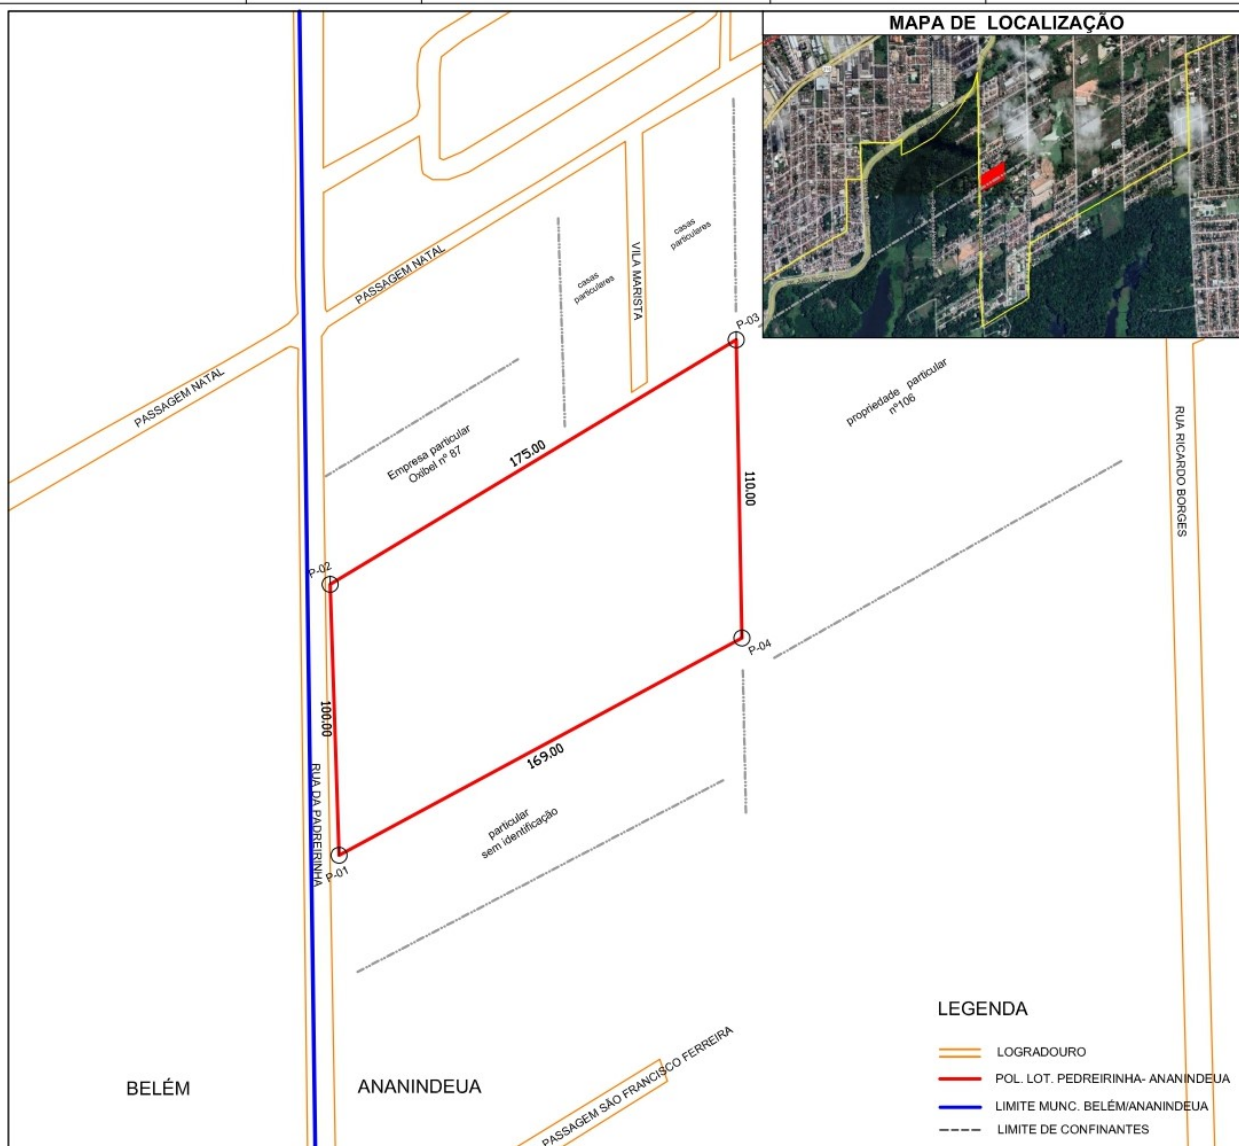 MAPA DE LOCALIZAÇÃO
PASSAGEM NATAL
casas
particulares
VILA MARISTA
casas
particulares
P-03
PASSAGEM NATAL
propriedade particular
nº106
RUA RICARDO BORGES
Empresa particular
Oxibel nº 87
175.00
110.00
P-02
P-04
100.00
169.00
RUA DA PADREIRINHA
particular
sem identificação
P-01
LEGENDA
LOGRADOURO
POL. LOT. PEDREIRINHA- ANANINDEUA
LIMITE MUNC. BELÉM/ANANINDEUA
LIMITE DE CONFINANTES
BELÉM
ANANINDEUA
PASSAGEM SÃO FRANCISCO FERREIRA